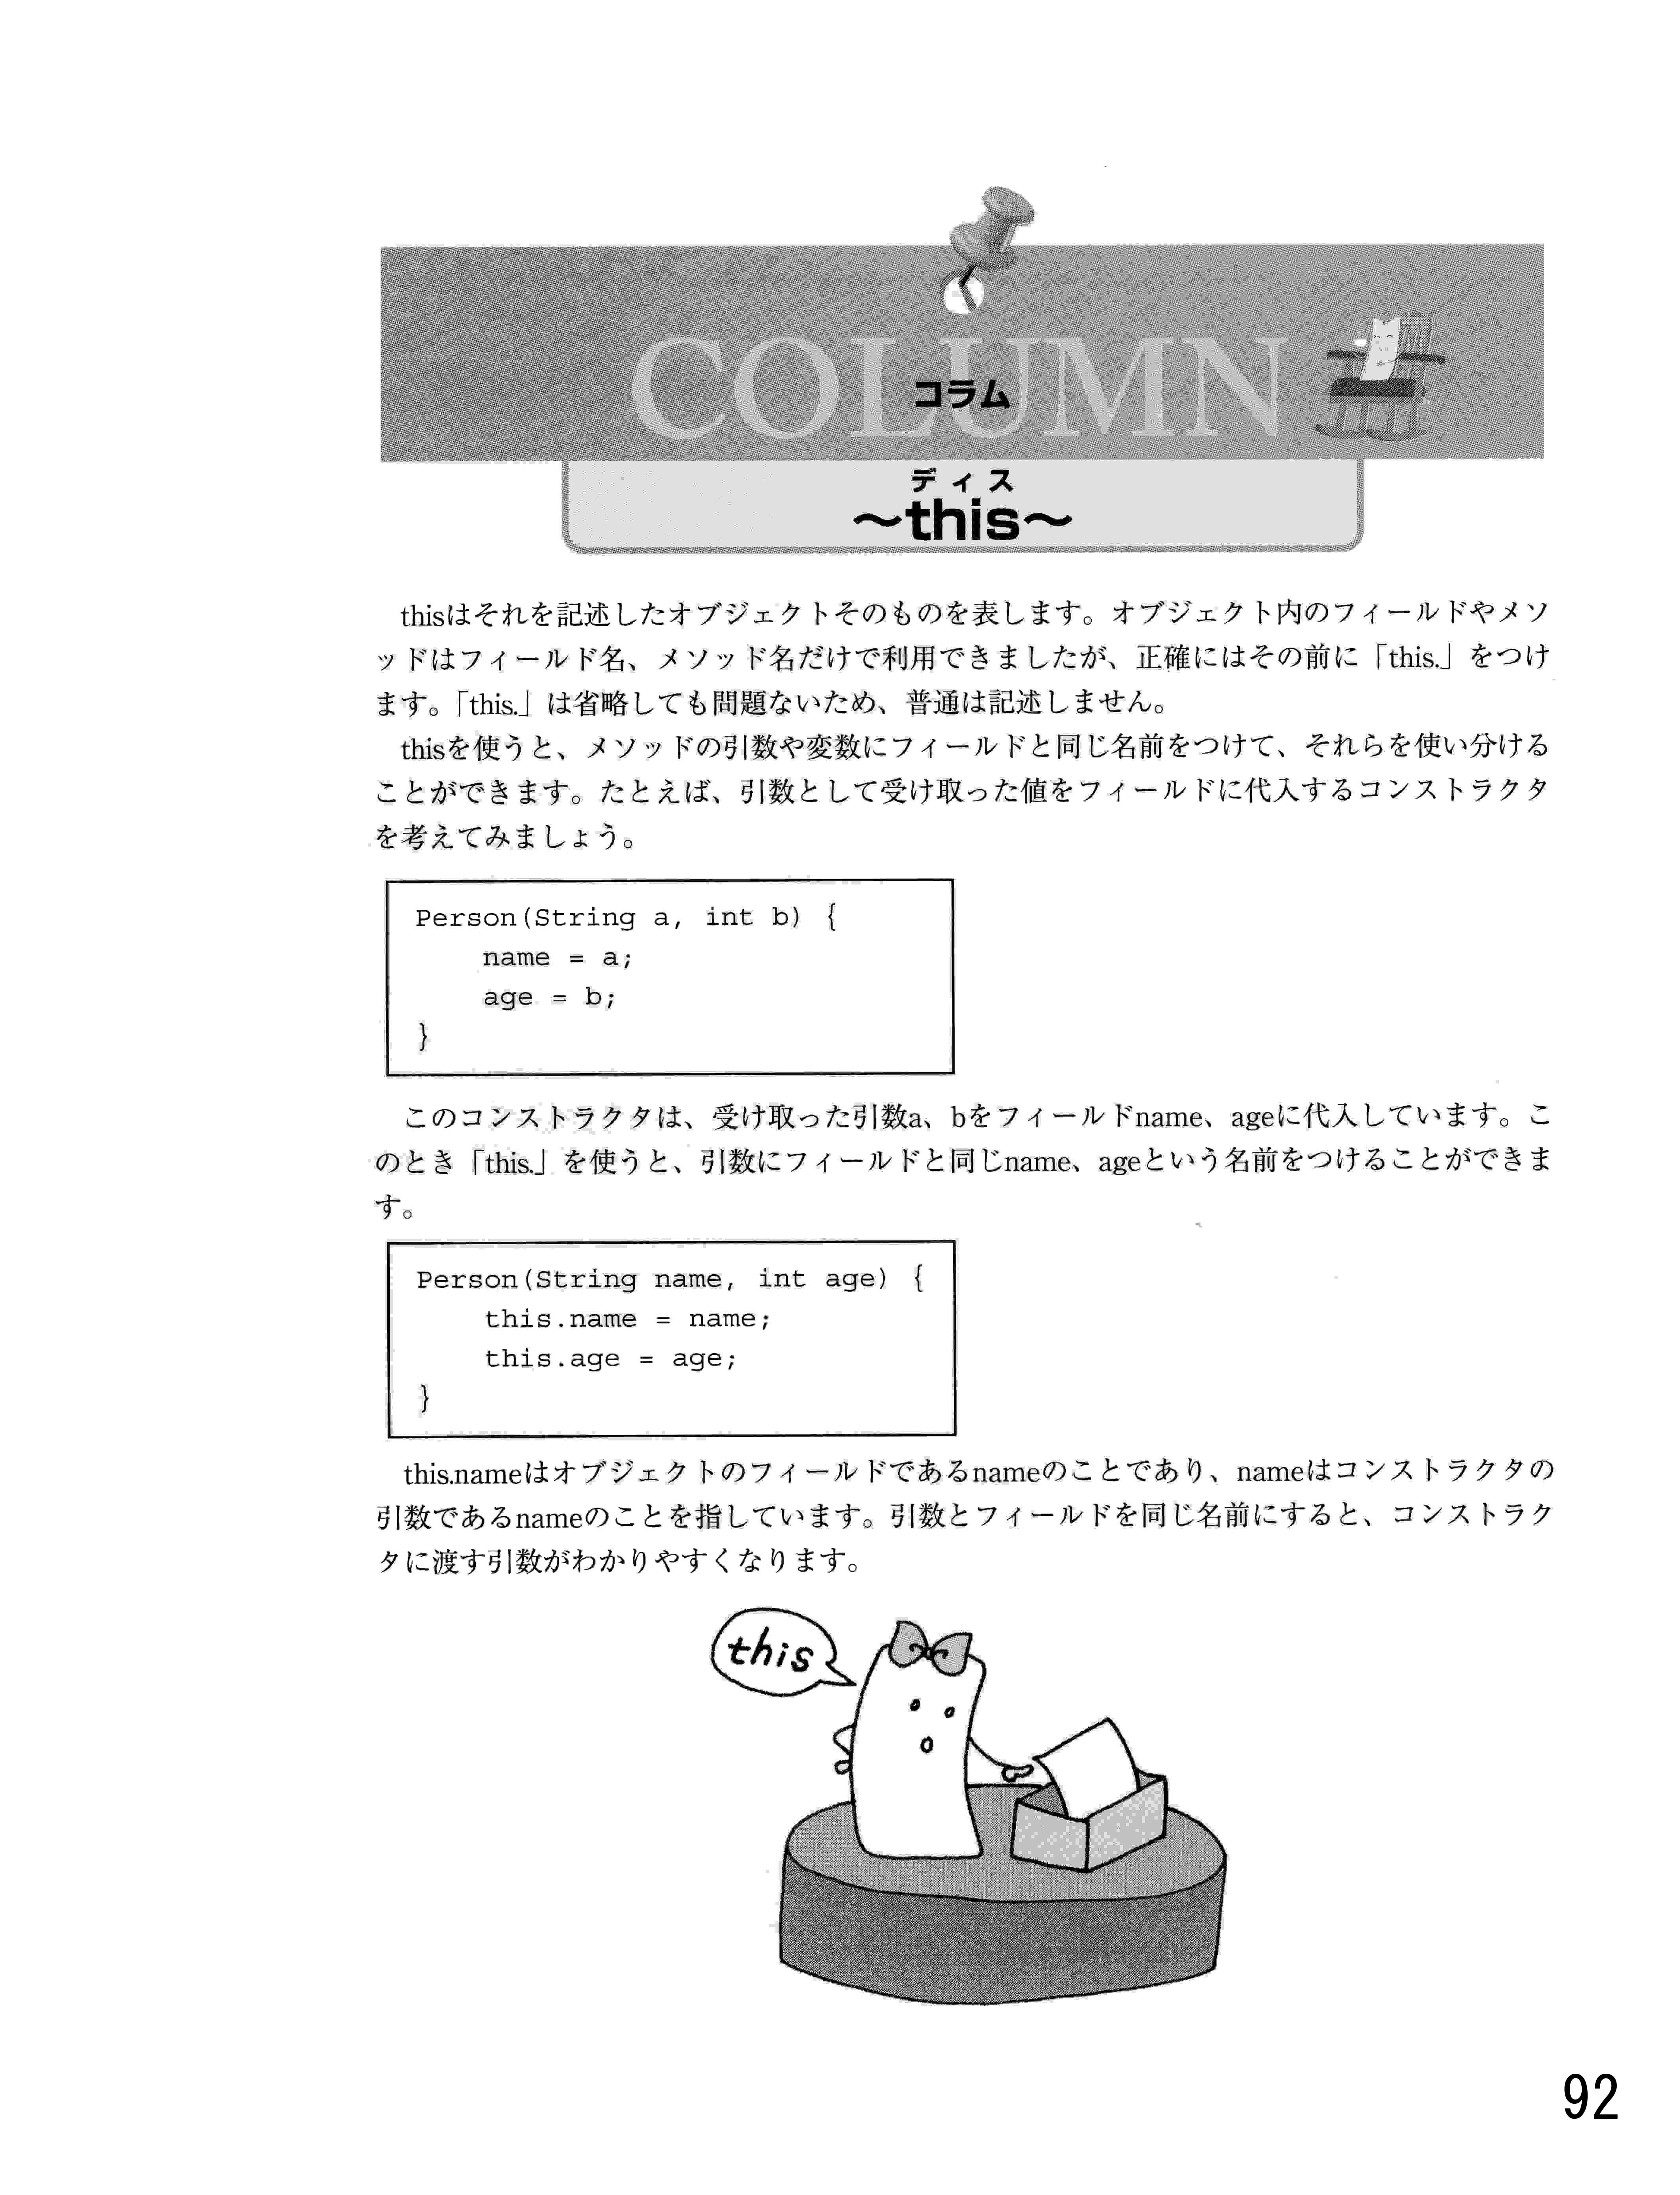 COLUMN
コラム
ディス
～this～
thisはそれを記述したオブジェクトそのものを表します。オブジェクト内のフィールドやメソ
ッドはフィールド名、メソッド名だけで利用できましたが、正確にはその前に「this.」をつけ
ます。「this.」は省略しても問題ないため、普通は記述しません。
thisを使うと、メソッドの引数や変数にフィールドと同じ名前をつけて、それらを使い分ける
ことができます。たとえば、引数として受け取った値をフィールドに代入するコンストラクタ
を考えてみましょう。
Person(String a, int b) {
name = a;
age = b;
}
このコンストラクタは、受け取った引数a、bをフィールドname、ageに代入しています。こ
のとき「this.」を使うと、引数にフィールドと同じname、ageという名前をつけることができま
す。
Person(String name, int age) {
this.name = name;
this.age = age;
}
this.nameはオブジェクトのフィールドであるnameのことであり、nameはコンストラクタの
引数であるnameのことを指しています。引数とフィールドを同じ名前にすると、コンストラク
タに渡す引数がわかりやすくなります。
this
92